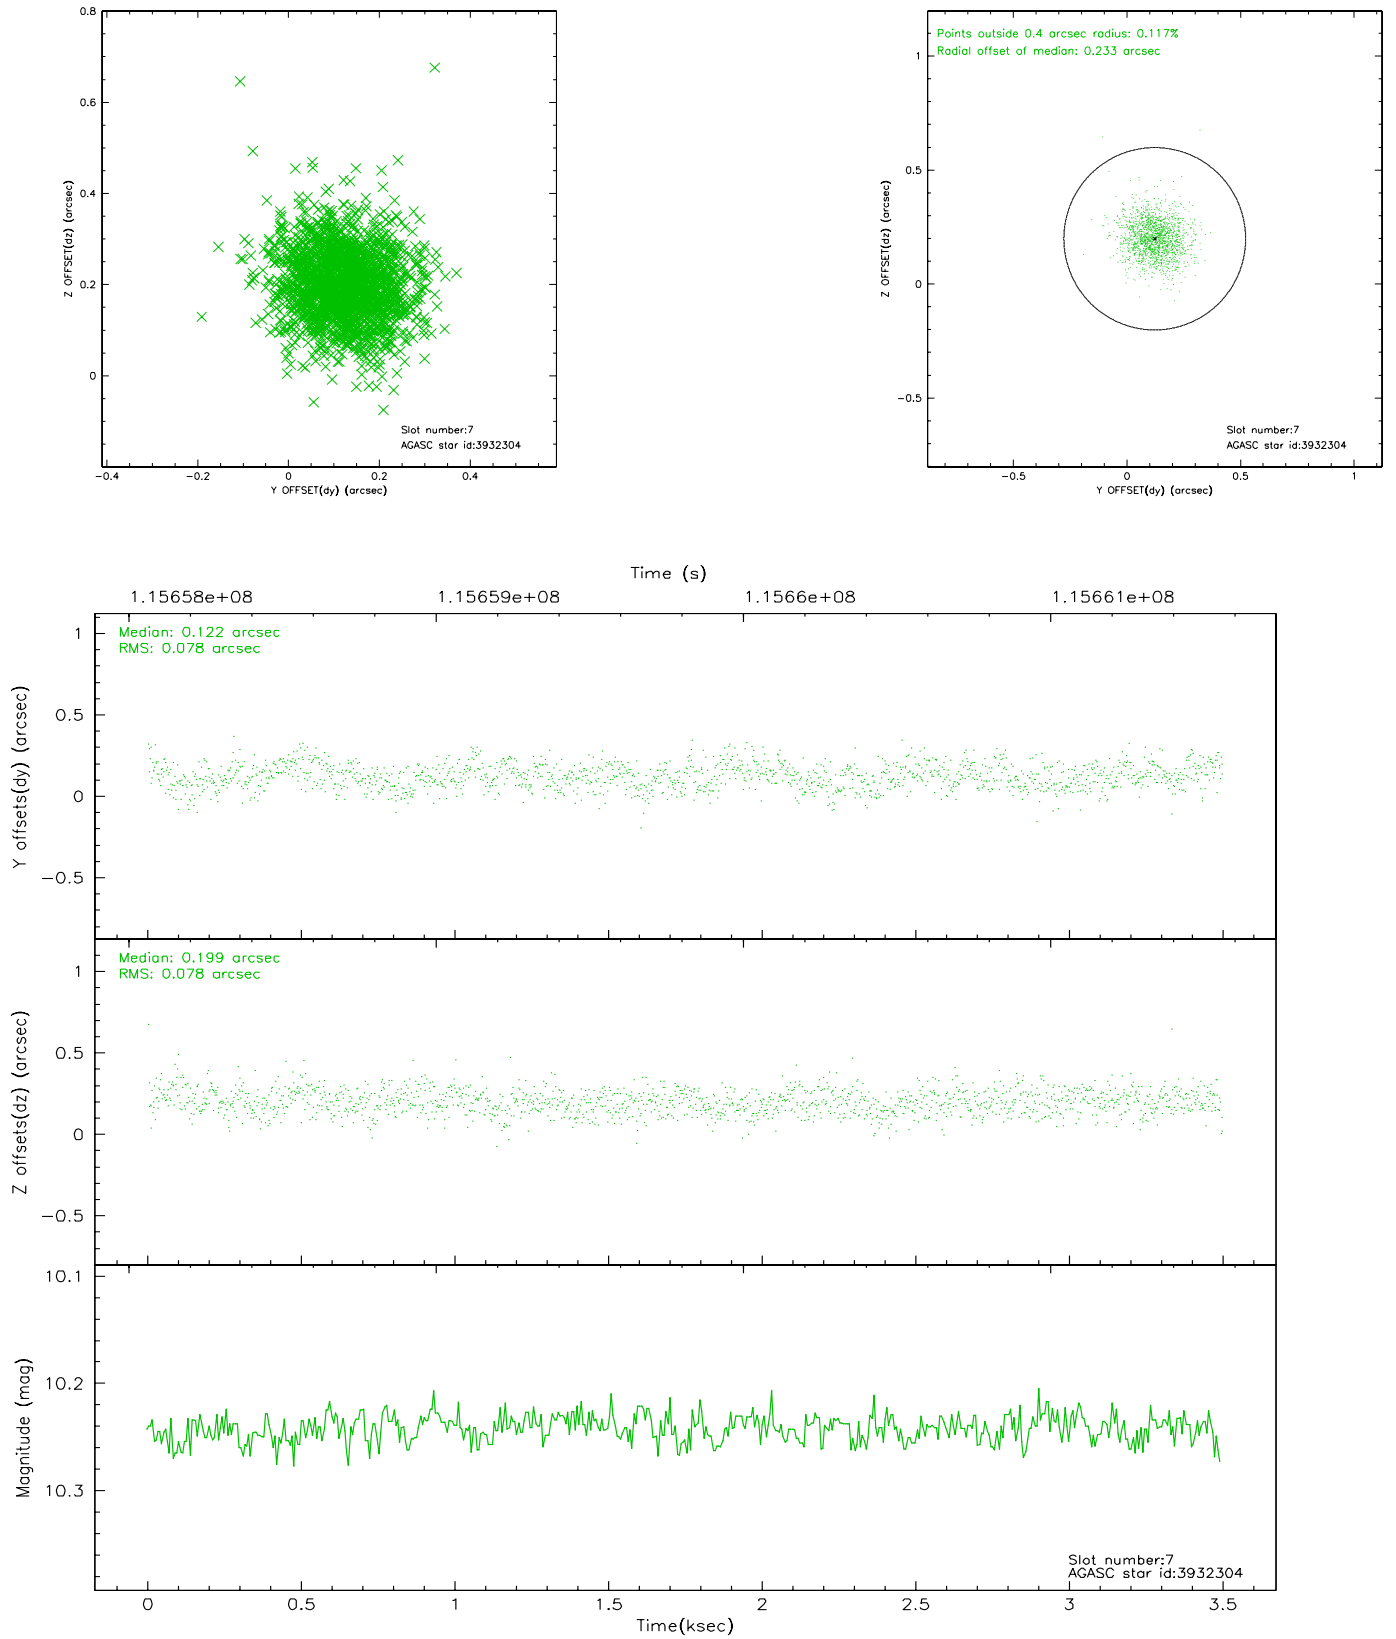 0.8
0.6
0.4
0.2
0
Z OFFSET(dz) (arcsec)
Slot number:7
AGASC star id:3932304
−0.4 −0.2 0 0.2 0.4
Y OFFSET(dy) (arcsec)
Points outside 0.4 arcsec radius: 0.117%
Radial offset of median: 0.233 arcsec
1
0.5
0
−0.5
Z OFFSET(dz) (arcsec)
Slot number:7
AGASC star id:3932304
−0.5 0 0.5 1
Y OFFSET(dy) (arcsec)
Time (s)
1.15658e+08 1.15659e+08 1.1566e+08 1.15661e+08
Median: 0.122 arcsec
RMS: 0.078 arcsec
1
0.5
0
−0.5
Y offsets(dy) (arcsec)
Median: 0.199 arcsec
RMS: 0.078 arcsec
1
0.5
0
−0.5
Z offsets(dz) (arcsec)
10.1
10.2
10.3
Magnitude (mag)
Slot number:7
AGASC star id:3932304
0 0.5 1 1.5 2 2.5 3 3.5
Time(ksec)